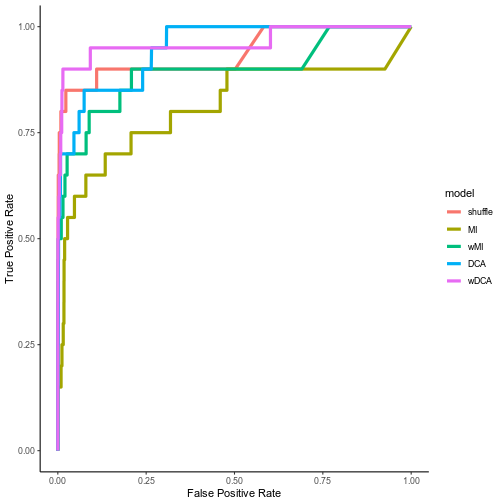 1.00
0.75
0.50
0.25
0.00
True Positive Rate
0.00 0.25 0.50 0.75 1.00
False Positive Rate
model
shuffle
MI
wMI
DCA
wDCA